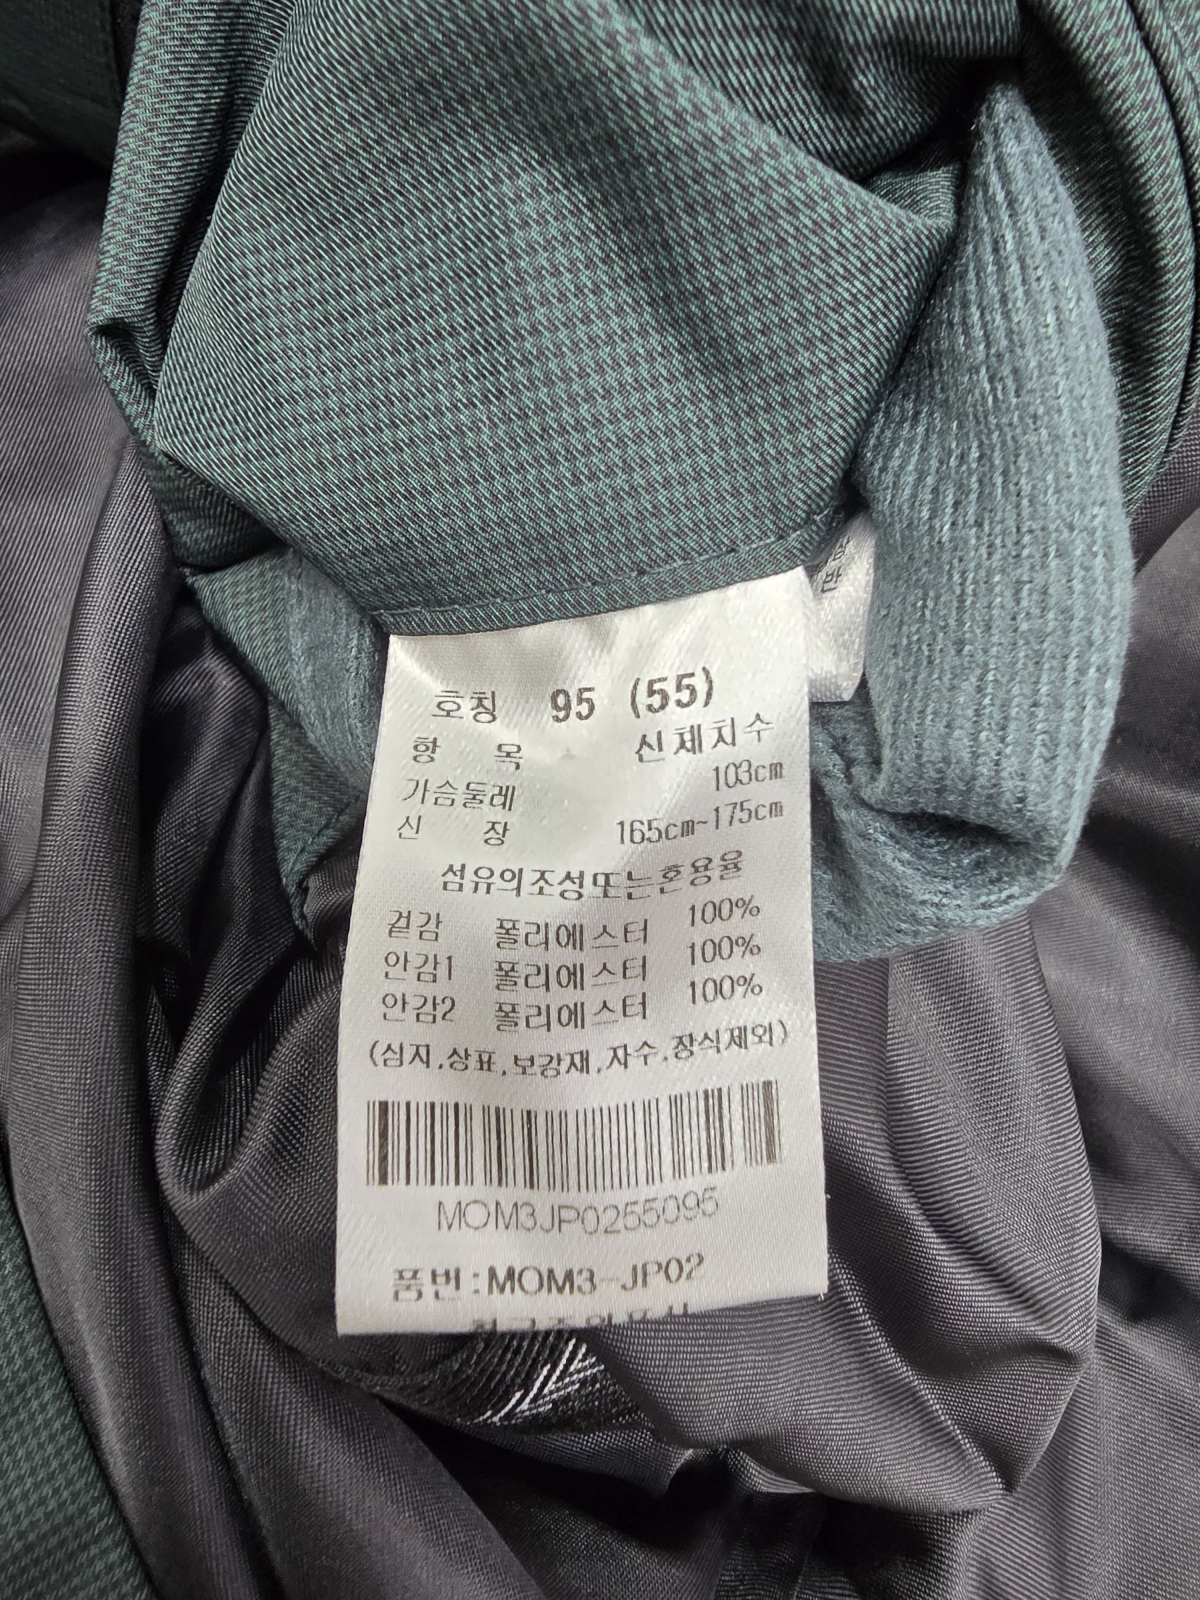 호칭 95 (55)
항 목 신체치수
가슴둘레 103cm
신 장 165cm~175cm
섬유의조성또는혼용율
겉감 폴리에스터 100%
안감1 폴리에스터 100%
안감2 폴리에스터 100%
(심지,상표,보강재,자수,장식제외)
MOM3JP0255095
품번:MOM3-JP02